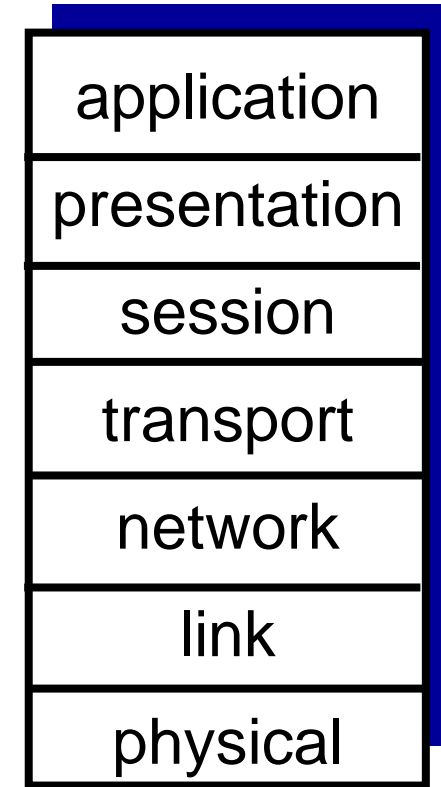 application
presentation
session
transport
network
link
physical